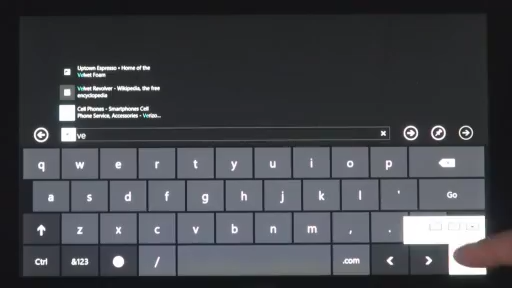 Uptown Espresso - Home of the
Velvet Foam
Velvet Revolver - Wikipedia, the free
encyclopedia
Cell Phones - Smartphones Cell
Phone Service, Accessories - Verizo...
ve
q w e r t y u i o p
a s d f g h j k l ' Go
z x c v b n m , .
Ctrl &123 / .com < >